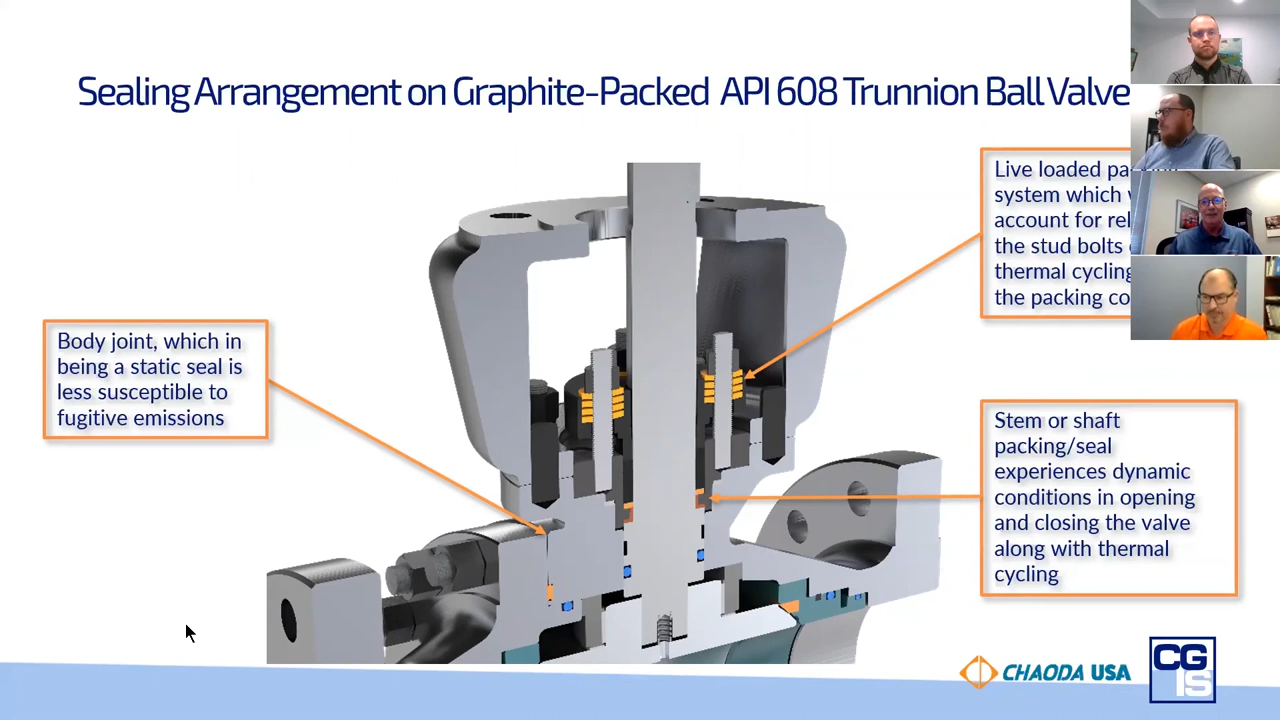 Sealing Arrangement on Graphite-Packed API 608 Trunnion Ball Valve
Live loaded
system which
account for
the stud bolts
thermal cycling
the packing
Body joint, which in
being a static seal is
less susceptible to
fugitive emissions
Stem or shaft
packing/seal
experiences dynamic
conditions in opening
and closing the valve
along with thermal
cycling
CHAODA USA
CG
IS